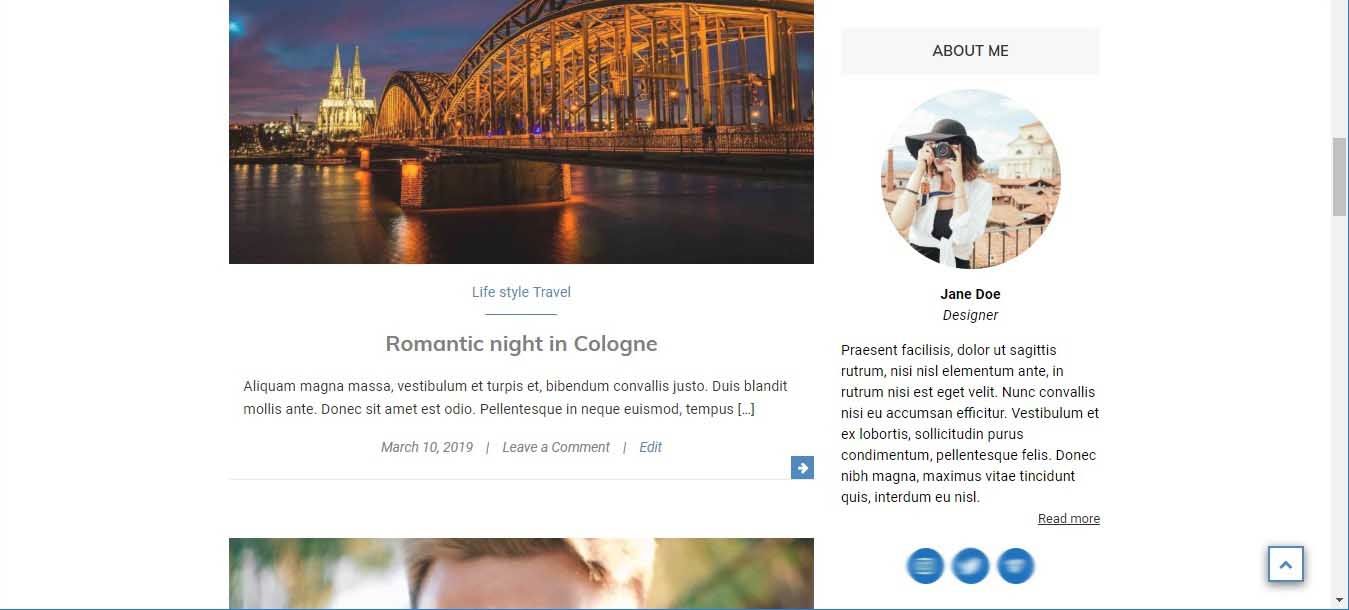 Life style Travel
Romantic night in Cologne
Aliquam magna massa, vestibulum et turpis et, bibendum convallis justo. Duis blandit
mollis ante. Donec sit amet est odio. Pellentesque in neque euismod, tempus [...]
March 10, 2019 | Leave a Comment | Edit
ABOUT ME
Jane Doe
Designer
Praesent facilisis, dolor ut sagittis
rutrum, nisi nisl elementum ante, in
rutrum nisi est eget velit. Nunc convallis
nisi eu accumsan efficitur. Vestibulum et
ex lobortis, sollicitudin purus
condimentum, pellentesque felis. Donec
nibh magna, maximus vitae tincidunt
quis, interdum eu nisl.
Read more